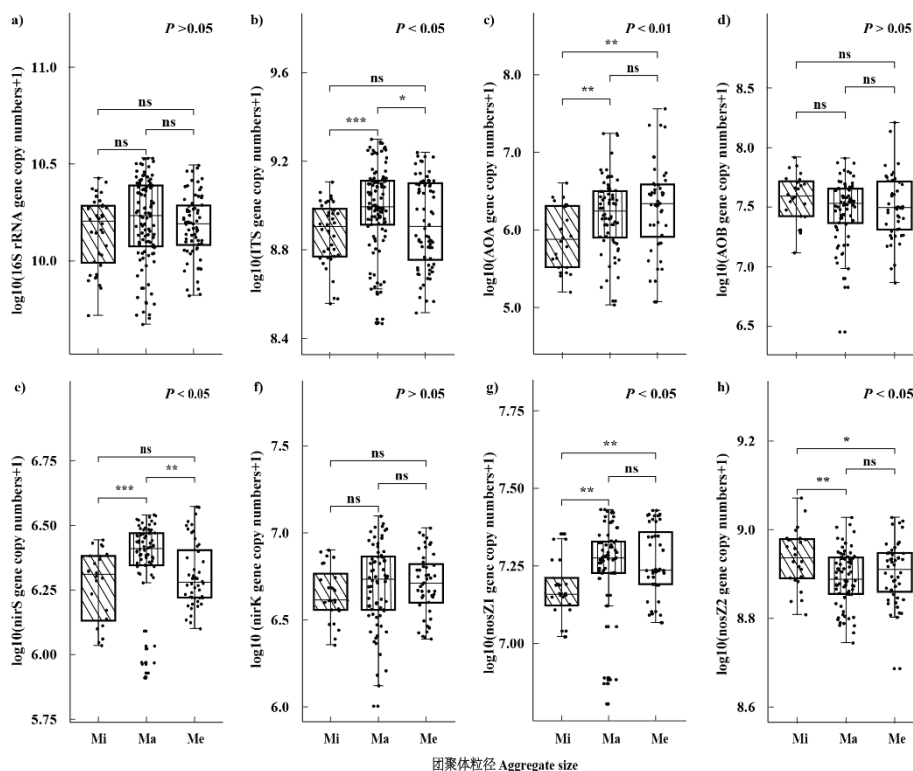 a)
P >0.05
log10(16S rRNA gene copy numbers+1)
11.0
10.5
10.0
ns
ns
ns
b)
P < 0.05
log10(ITS gene copy numbers+1)
9.6
9.2
8.8
8.4
ns
*
***
c)
P < 0.01
log10(AOA gene copy numbers+1)
8.0
7.0
6.0
5.0
**
ns
**
d)
P > 0.05
log10(AOB gene copy numbers+1)
8.5
8.0
7.5
7.0
6.5
ns
ns
ns
e)
P < 0.05
log10(nirS gene copy numbers+1)
6.75
6.50
6.25
6.00
5.75
ns
**
***
Mi Ma Me
f)
P > 0.05
log10 (nirK gene copy numbers+1)
7.5
7.0
6.5
6.0
ns
ns
ns
Mi Ma Me
g)
P < 0.05
log10(nosZ1 gene copy numbers+1)
7.75
7.50
7.25
7.00
**
ns
**
Mi Ma Me
h)
P < 0.05
log10(nosZ2 gene copy numbers+1)
9.2
9.0
8.8
8.6
*
ns
**
Mi Ma Me
团聚体粒径 Aggregate size